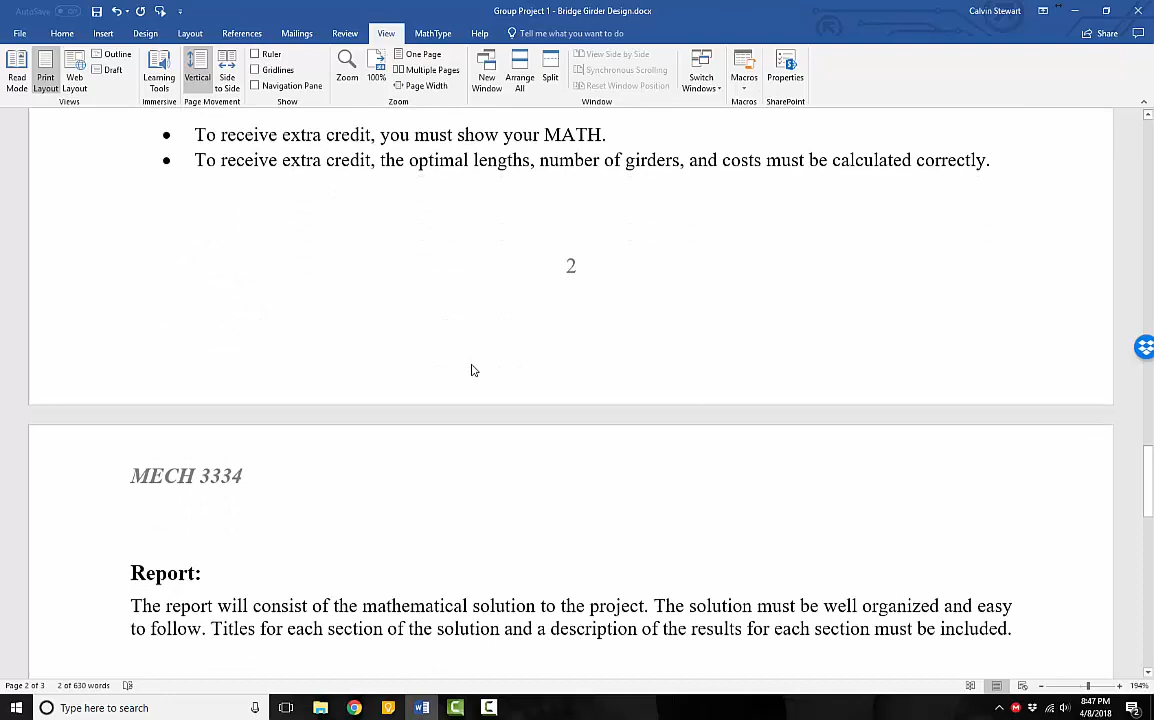 AutoSave Off Group Project 1 - Bridge Girder Design.docx Calvin Stewart
File Home Insert Design Layout References Mailings Review View MathType Help Tell me what you want to do Share
Read Mode
Print Layout
Web Layout
Outline
Draft
Views
Learning Tools
Immersive
Vertical
Side to Side
Page Movement
Ruler
Gridlines
Navigation Pane
Show
Zoom
100%
One Page
Multiple Pages
Page Width
Zoom
New Window
Arrange All
Split
View Side by Side
Synchronous Scrolling
Reset Window Position
Window
Switch Windows
Macros
Macros
Properties
SharePoint
• To receive extra credit, you must show your MATH.
• To receive extra credit, the optimal lengths, number of girders, and costs must be calculated correctly.
2
MECH 3334
Report:
The report will consist of the mathematical solution to the project. The solution must be well organized and easy
to follow. Titles for each section of the solution and a description of the results for each section must be included.
Page 2 of 3 2 of 630 words 194%
Type here to search
8:47 PM
4/8/2018
2